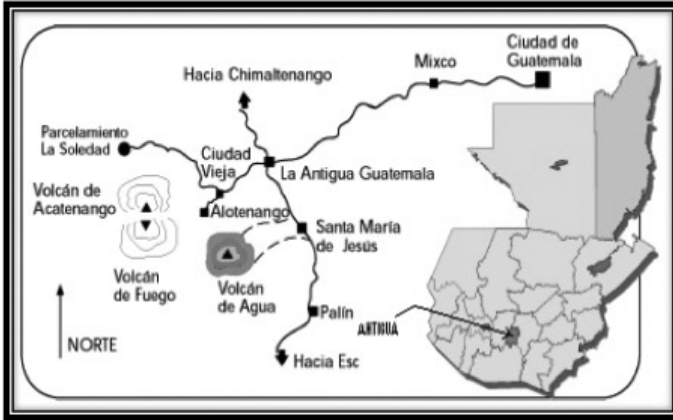 Ciudad de
Guatemala
Mixco
Hacia Chimaltenango
Parcelamiento
La Soledad
Ciudad
Vieja
La Antigua Guatemala
Volcán de
Acatenango
Alotenango
Santa María
de Jesús
Volcán
de Fuego
Volcán
de Agua
Palín
ANTIGUA
NORTE
Hacia Esc